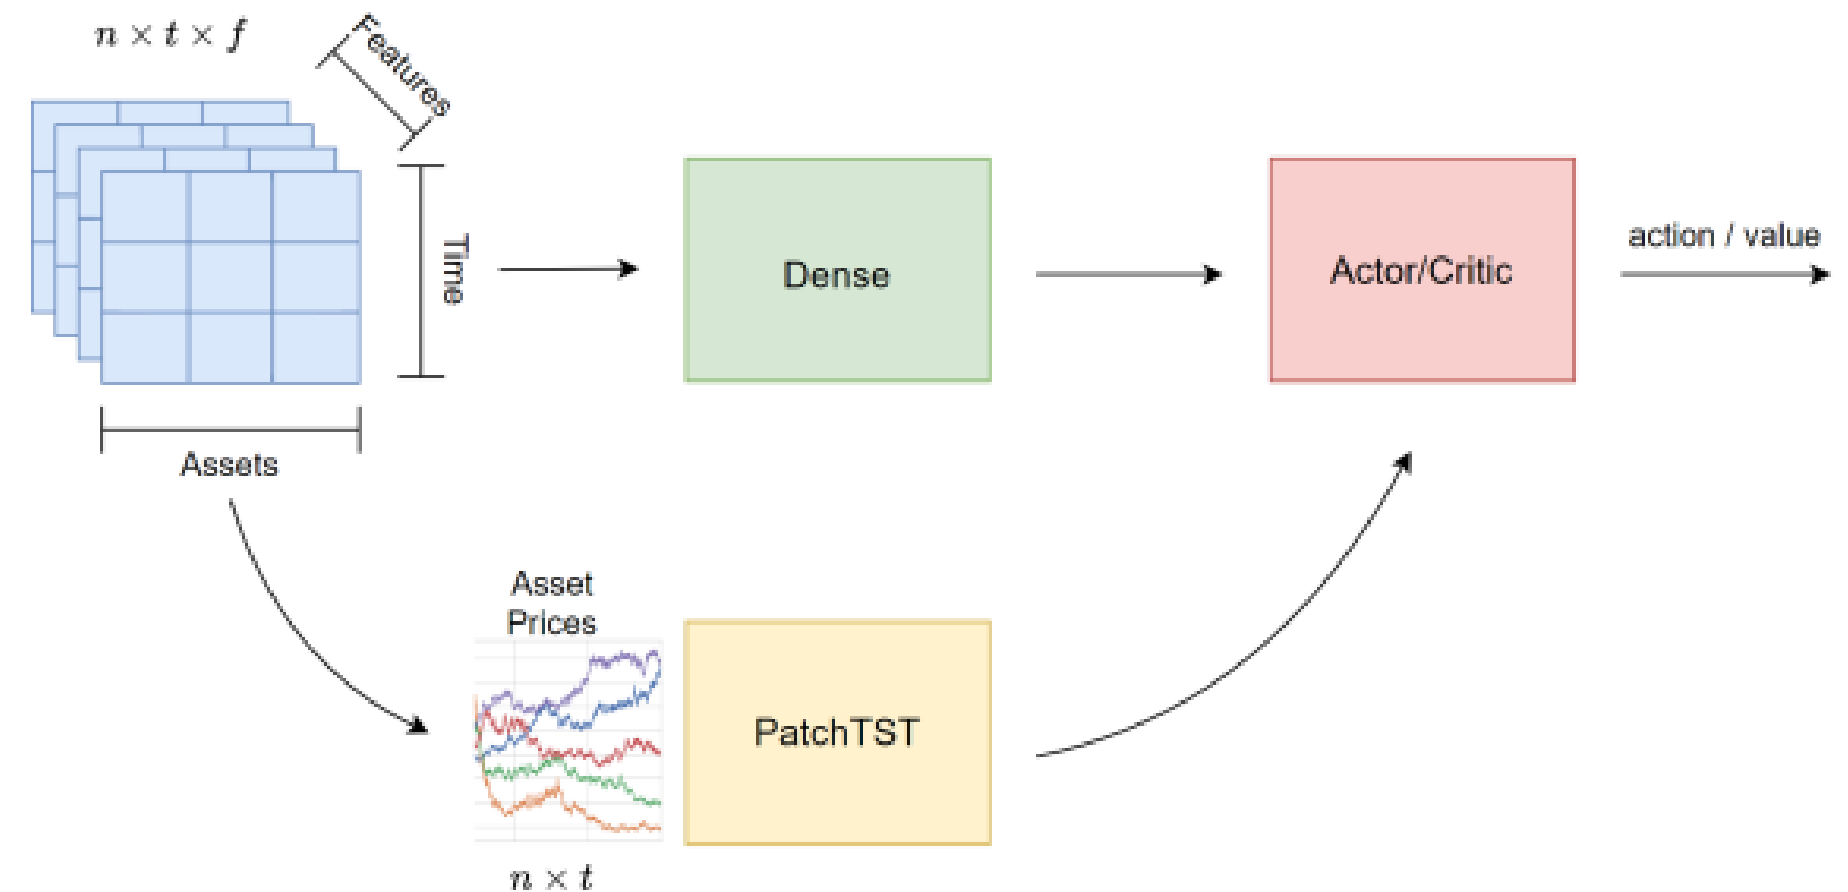 n × t × f
Features
Time
Assets
Dense
Actor/Critic
action / value
Asset
Prices
PatchTST
n × t